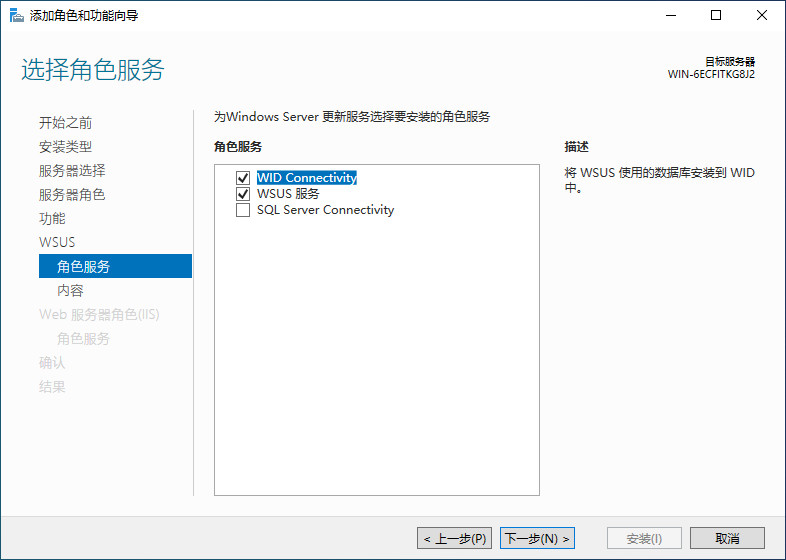 添加角色和功能向导
选择角色服务
目标服务器
WIN-6ECFITKG8J2
开始之前
安装类型
服务器选择
服务器角色
功能
WSUS
角色服务
内容
Web 服务器角色(IIS)
角色服务
确认
结果
为Windows Server 更新服务选择要安装的角色服务
角色服务
WID Connectivity
WSUS 服务
SQL Server Connectivity
描述
将 WSUS 使用的数据库安装到 WID
中。
< 上一步(P)
下一步(N) >
安装(I)
取消